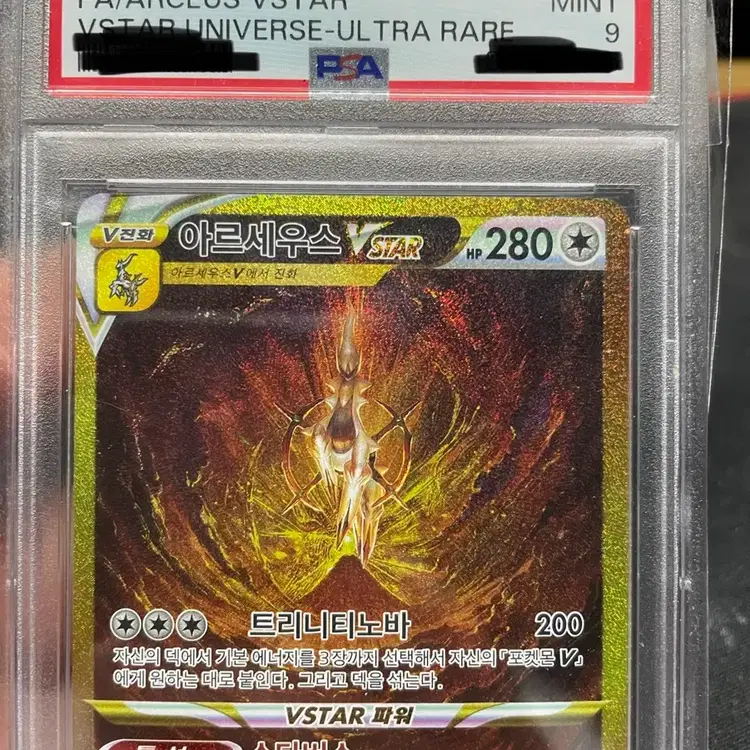 FA/ARCEUS VSTAR MINT
VSTAR UNIVERSE-ULTRA RARE 9
PSA
V진화
아르세우스 VSTAR HP 280
아르세우스V에서 진화
트리니티노바 200
자신의 덱에서 기본 에너지를 3장까지 선택해서 자신의 「포켓몬 V」
에게 원하는 대로 붙인다. 그리고 덱을 섞는다.
VSTAR 파워